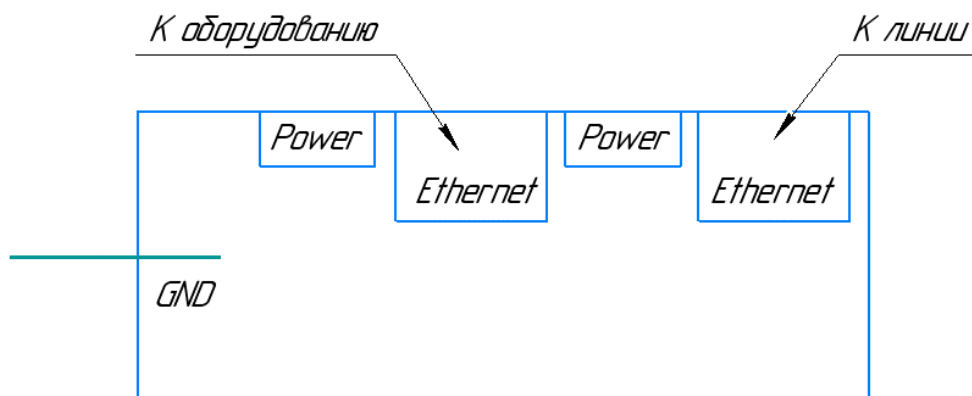 К оборудованию
К линии
Power
Power
Ethernet
Ethernet
GND